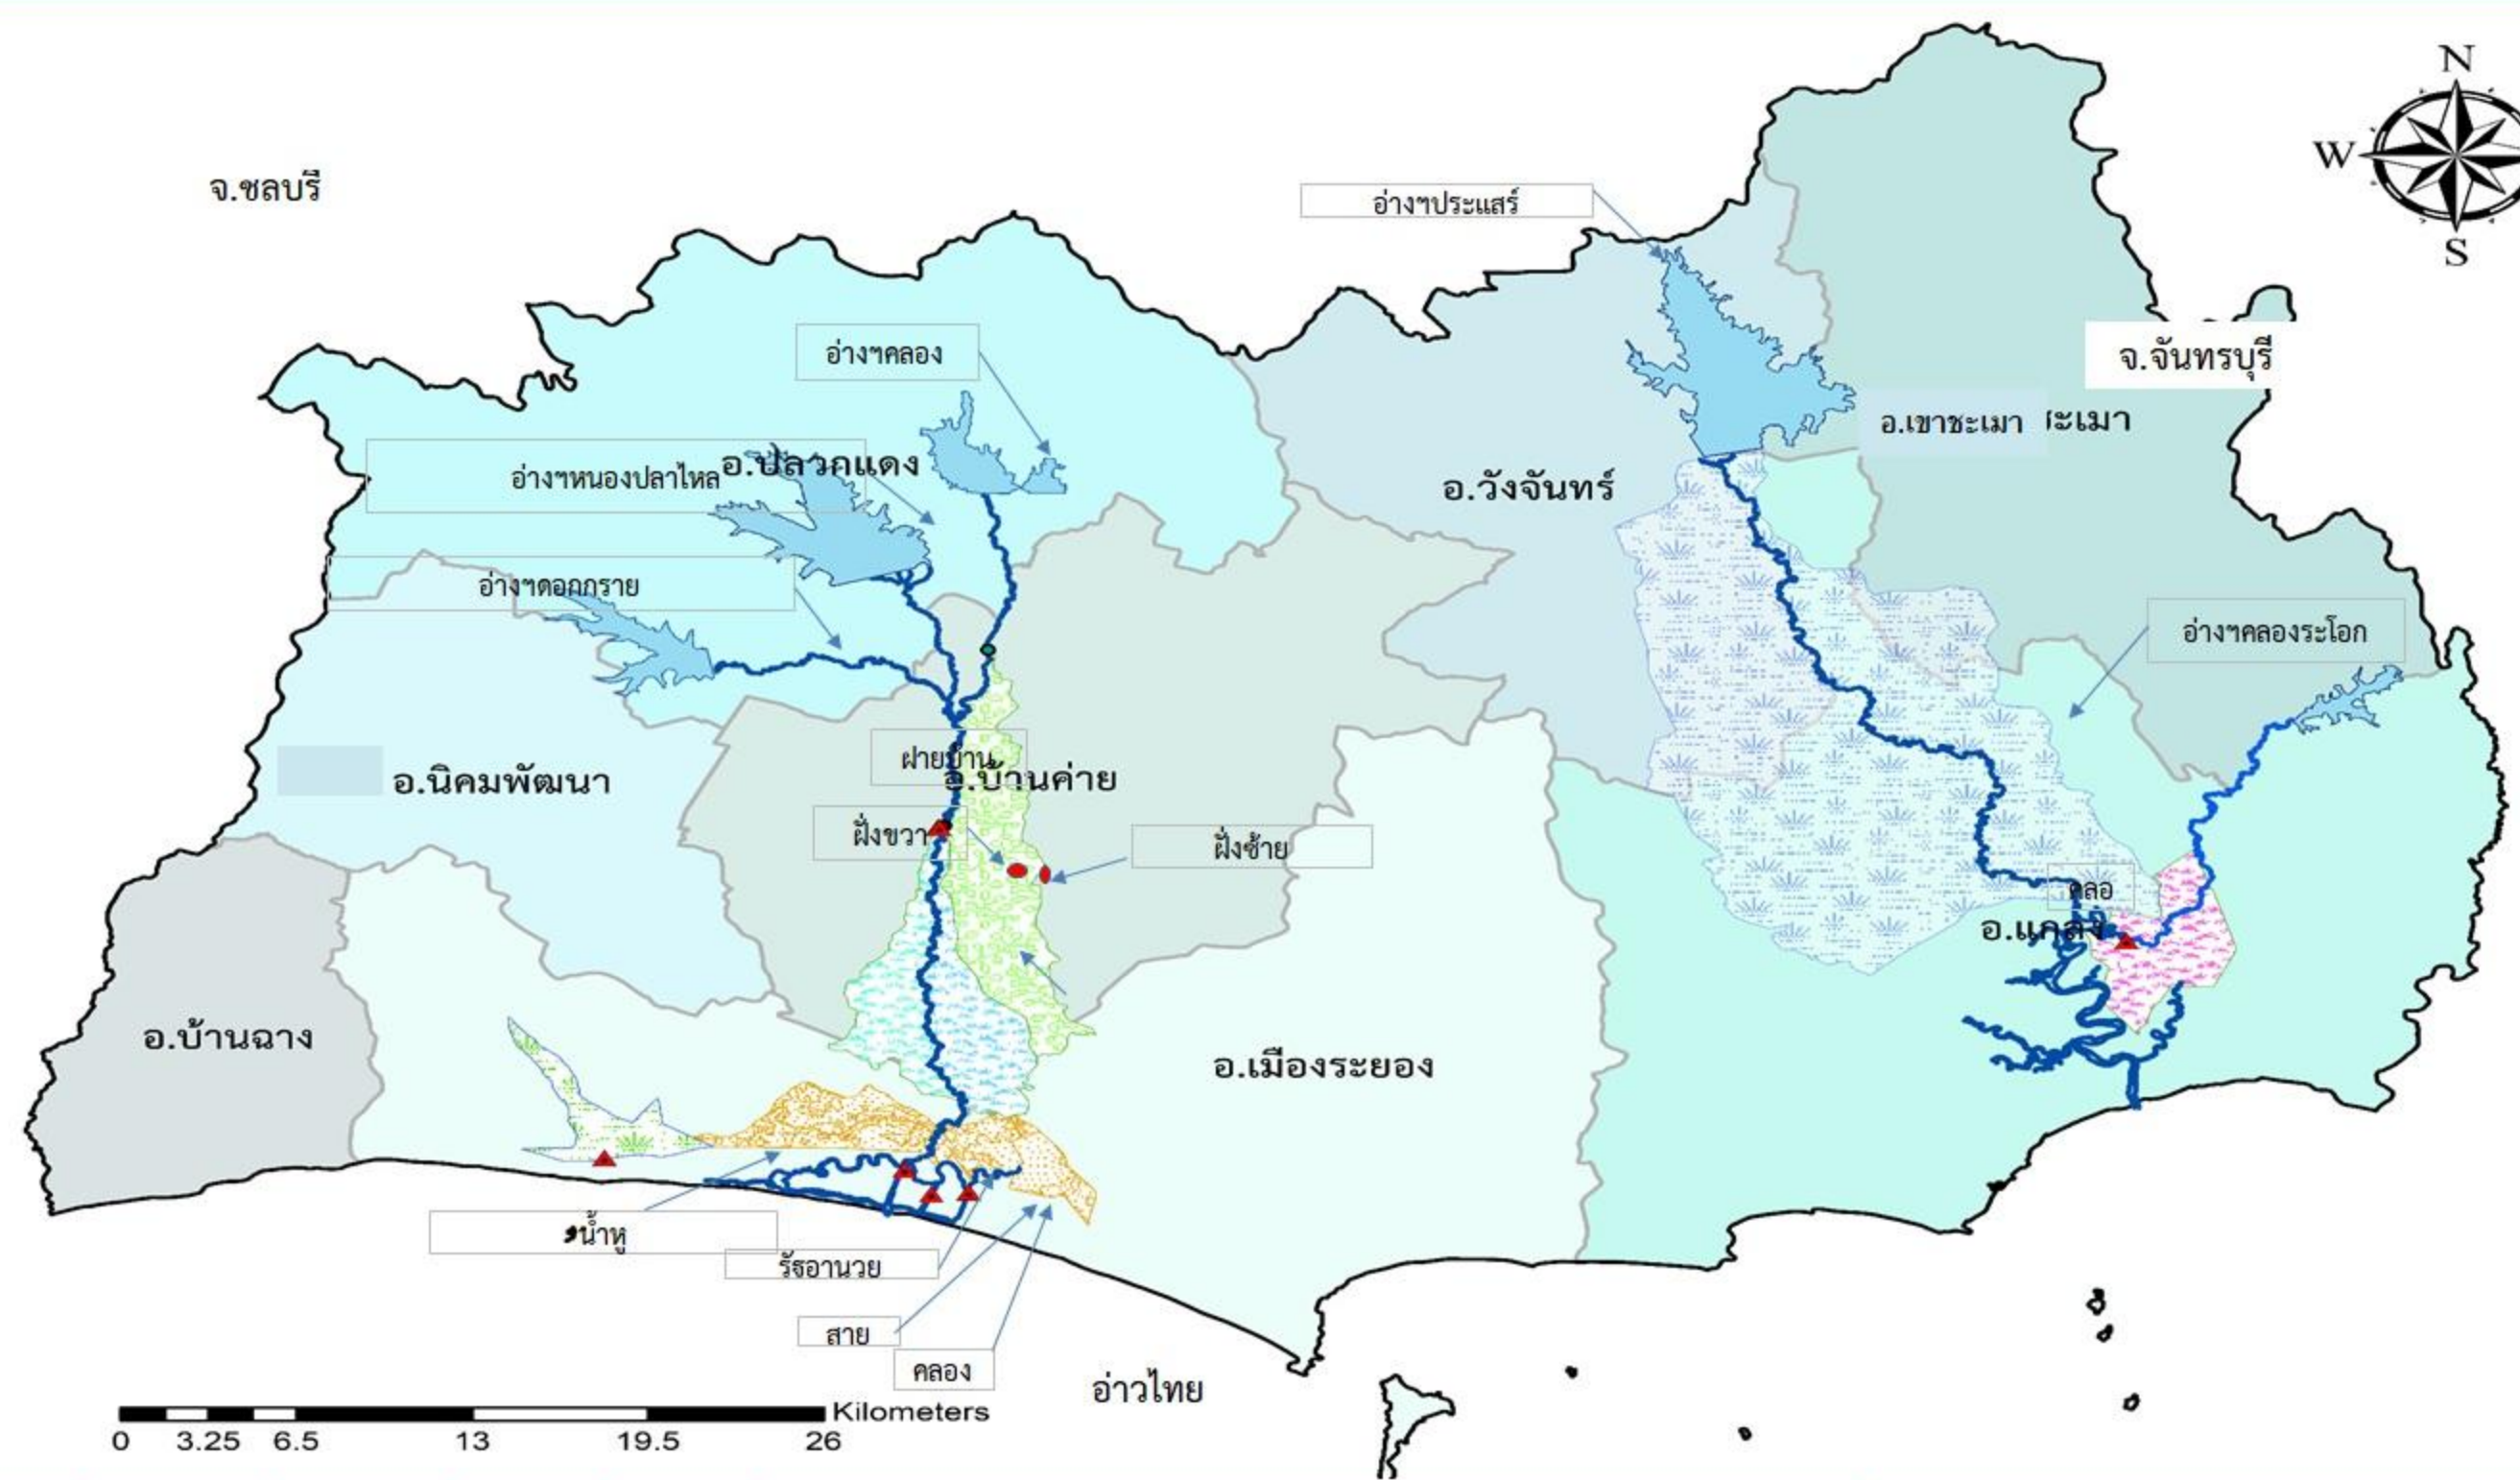 N
W
S
จ.ชลบุรี
อ่างฯประแสร์
อ่างฯคลอง
จ.จันทรบุรี
อ.เขาชะเมา
ชะเมา
อ่างฯหนองปลาไหล
อ.ปลวกแดง
อ.วังจันทร์
อ่างฯดอกกราย
อ่างฯคลองระโอก
ฝายบ้าน
อ.บ้านค่าย
อ.นิคมพัฒนา
ฝั่งขวา
ฝั่งซ้าย
คลอ
อ.แกลง
อ.บ้านฉาง
อ.เมืองระยอง
น้ำหู
รัฐอานวย
สาย
คลอง
อ่าวไทย
Kilometers
0 3.25 6.5 13 19.5 26